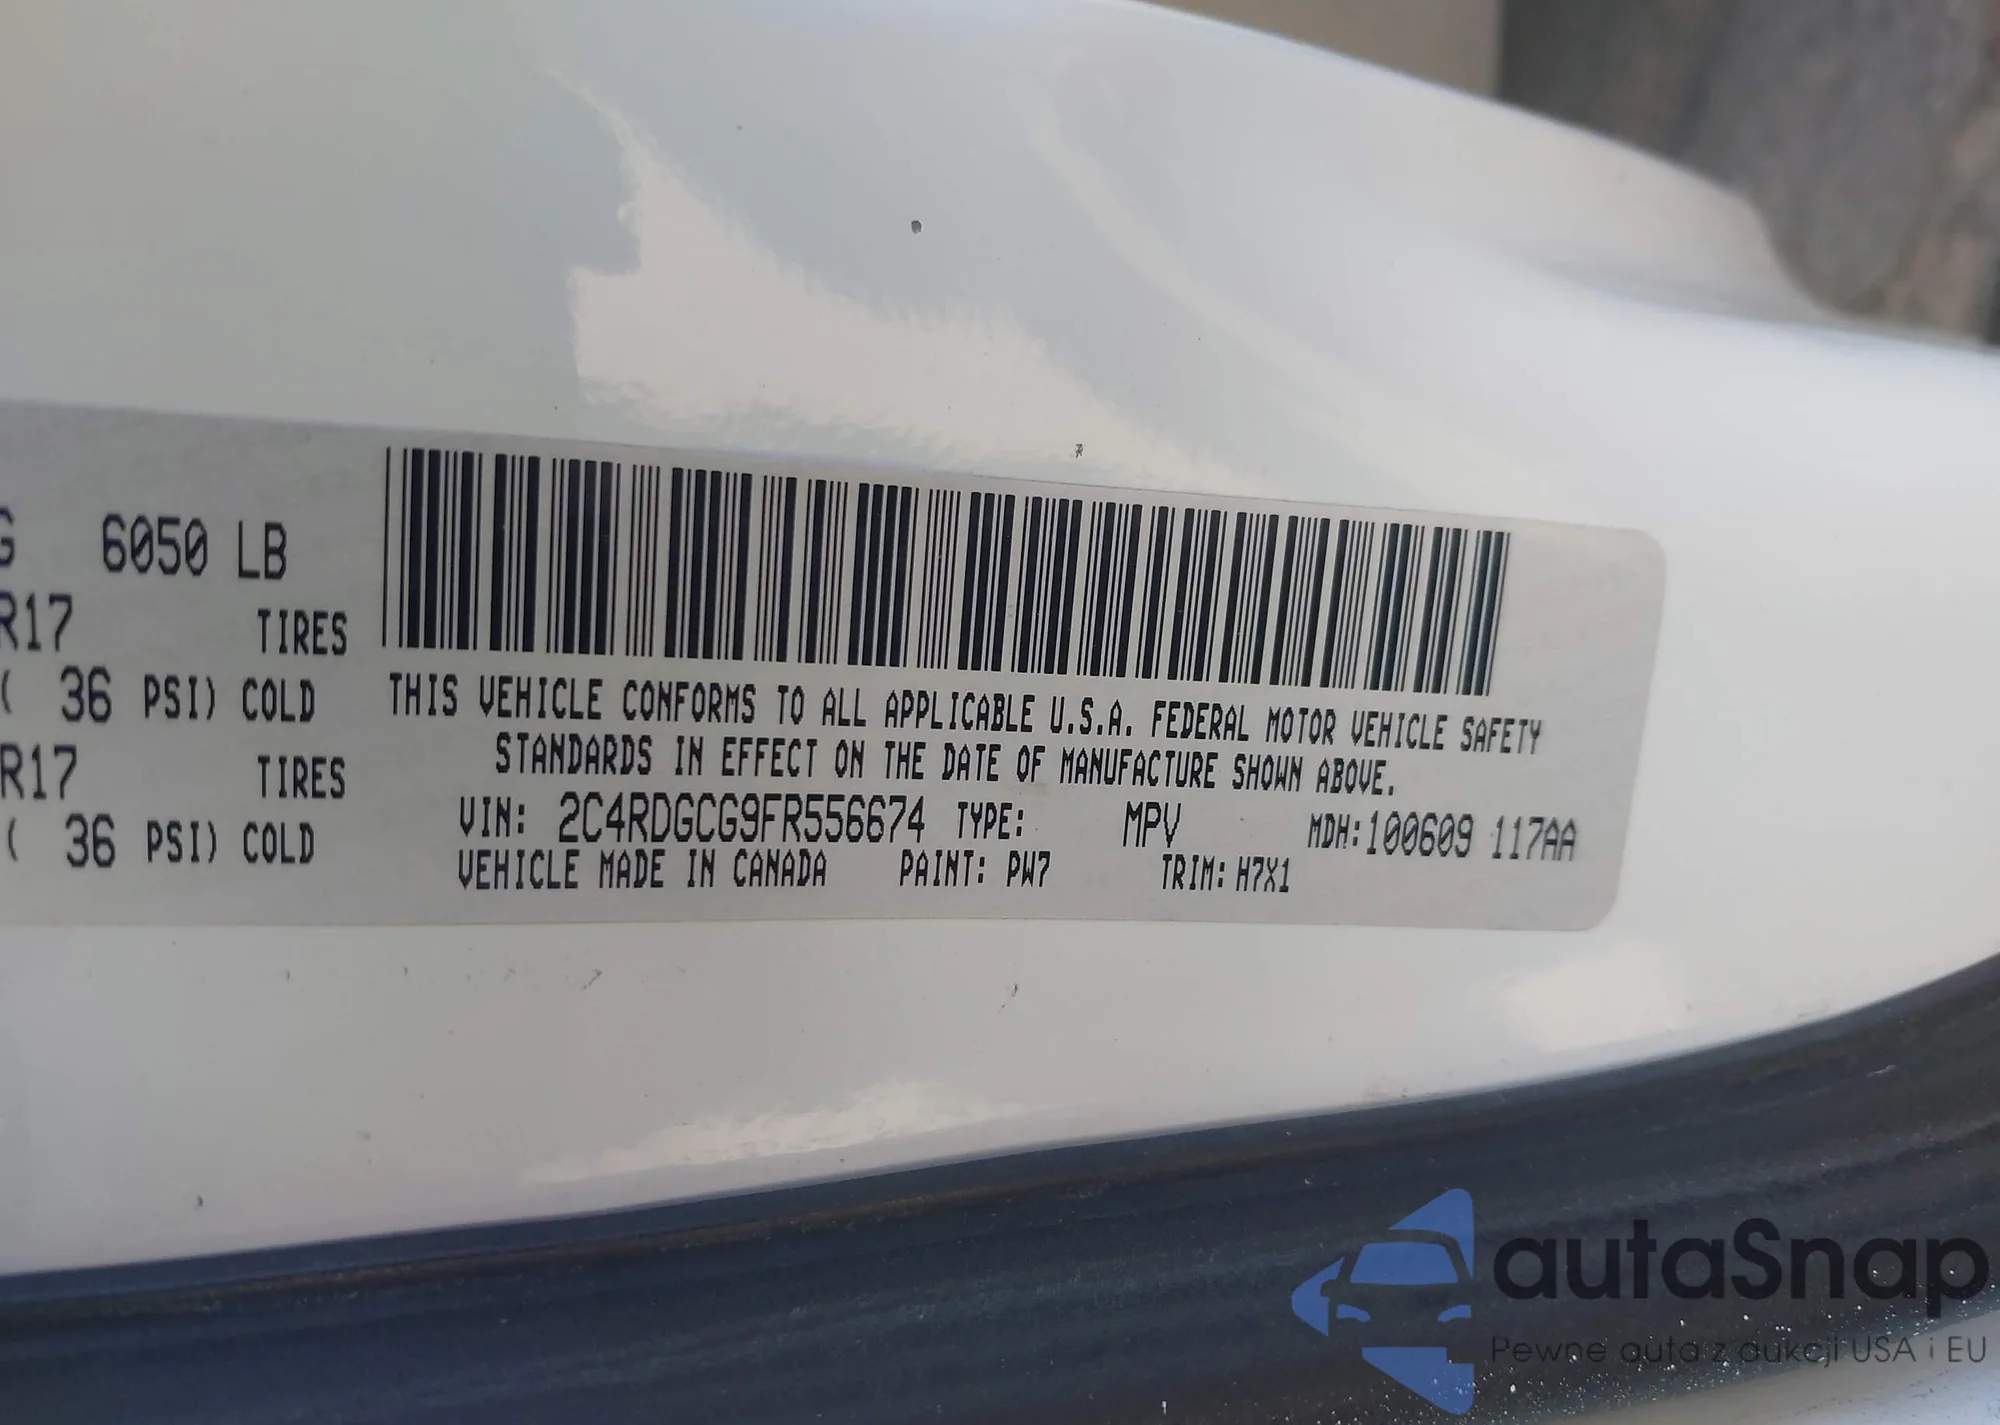 G 6050 LB
R17 TIRES
( 36 PSI) COLD
R17 TIRES
( 36 PSI) COLD
THIS VEHICLE CONFORMS TO ALL APPLICABLE U.S.A. FEDERAL MOTOR VEHICLE SAFETY
STANDARDS IN EFFECT ON THE DATE OF MANUFACTURE SHOWN ABOVE.
VIN: 2C4RDGCG9FR556674 TYPE: MPV MDH:100609 117AA
VEHICLE MADE IN CANADA PAINT: PW7 TRIM: H7X1
autaSnap
Pewne auta z aukcji USA i EU